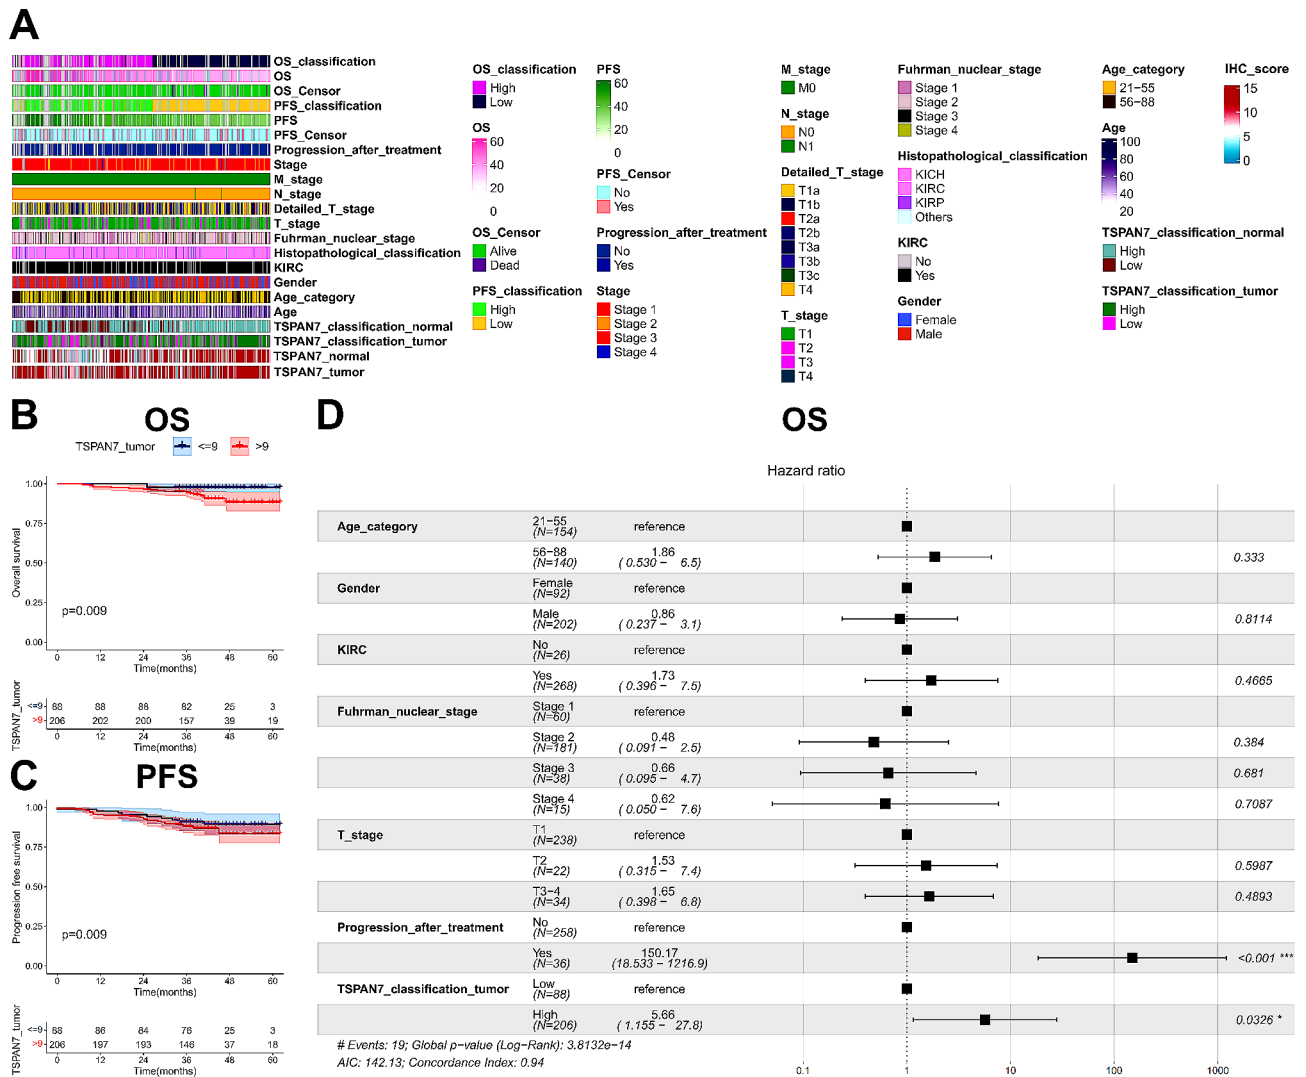 A
OS_classification
OS
OS_Censor
PFS_classification
PFS
PFS_Censor
Progression_after_treatment
Stage
M_stage
N_stage
Detailed_T_stage
T_stage
Fuhrman_nuclear_stage
Histopathological_classification
KIRC
Gender
Age_category
Age
TSPAN7_classification_normal
TSPAN7_classification_tumor
TSPAN7_normal
TSPAN7_tumor
OS_classification
High
Low
OS
60
40
20
0
OS_Censor
Alive
Dead
PFS_classification
High
Low
PFS
60
40
20
0
PFS_Censor
No
Yes
Progression_after_treatment
No
Yes
Stage
Stage 1
Stage 2
Stage 3
Stage 4
M_stage
M0
N_stage
N0
N1
Detailed_T_stage
T1a
T1b
T2a
T2b
T3a
T3b
T3c
T4
T_stage
T1
T2
T3
T4
Fuhrman_nuclear_stage
Stage 1
Stage 2
Stage 3
Stage 4
Histopathological_classification
KICH
KIRC
KIRP
Others
KIRC
No
Yes
Gender
Female
Male
Age_category
21−55
56−88
Age
100
80
60
40
20
TSPAN7_classification_normal
High
Low
TSPAN7_classification_tumor
High
Low
IHC_score
15
10
5
0
B
OS
TSPAN7_tumor <=9 >9
Overall survival
1.00
0.75
0.50
0.25
0.00
p=0.009
0 12 24 36 48 60
Time(months)
TSPAN7_tumor
<=9 88 88 88 82 25 3
>9 206 202 200 157 39 19
0 12 24 36 48 60
Time(months)
C
PFS
Progression free survival
1.00
0.75
0.50
0.25
0.00
p=0.009
0 12 24 36 48 60
Time(months)
TSPAN7_tumor
<=9 88 86 84 76 25 3
>9 206 197 193 146 37 18
0 12 24 36 48 60
Time(months)
D
OS
Hazard ratio
Age_category 21−55 (N=154) reference
56−88 (N=140) 1.86 (0.530 − 6.5) 0.333
Gender Female (N=92) reference
Male (N=202) 0.86 (0.237 − 3.1) 0.8114
KIRC No (N=26) reference
Yes (N=268) 1.73 (0.396 − 7.5) 0.4665
Fuhrman_nuclear_stage Stage 1 (N=60) reference
Stage 2 (N=181) 0.48 (0.091 − 2.5) 0.384
Stage 3 (N=38) 0.66 (0.095 − 4.7) 0.681
Stage 4 (N=15) 0.62 (0.050 − 7.6) 0.7087
T_stage T1 (N=238) reference
T2 (N=22) 1.53 (0.315 − 7.4) 0.5987
T3−4 (N=34) 1.65 (0.398 − 6.8) 0.4893
Progression_after_treatment No (N=258) reference
Yes (N=36) 150.17 (18.533 − 1216.9) <0.001 ***
TSPAN7_classification_tumor Low (N=88) reference
High (N=206) 5.66 (1.155 − 27.8) 0.0326 *
# Events: 19; Global p−value (Log−Rank): 3.8132e−14
AIC: 142.13; Concordance Index: 0.94
0.1 1 10 100 1000